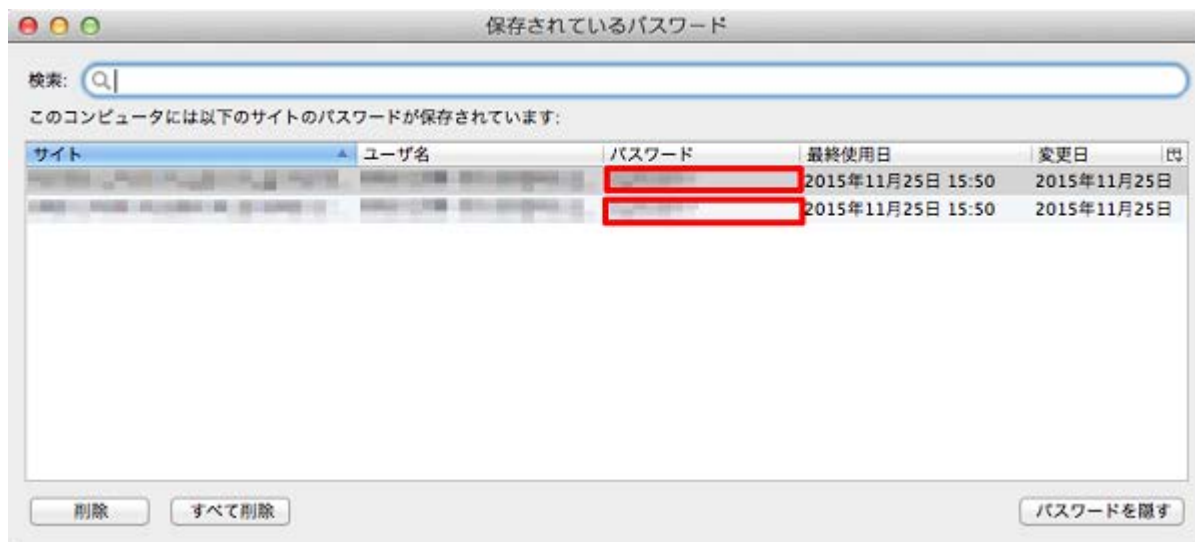 保存されているパスワード
検索:
このコンピュータには以下のサイトのパスワードが保存されています:
サイト ユーザ名 パスワード 最終使用日 変更日
2015年11月25日 15:50 2015年11月25日
2015年11月25日 15:50 2015年11月25日
削除 すべて削除 パスワードを隠す